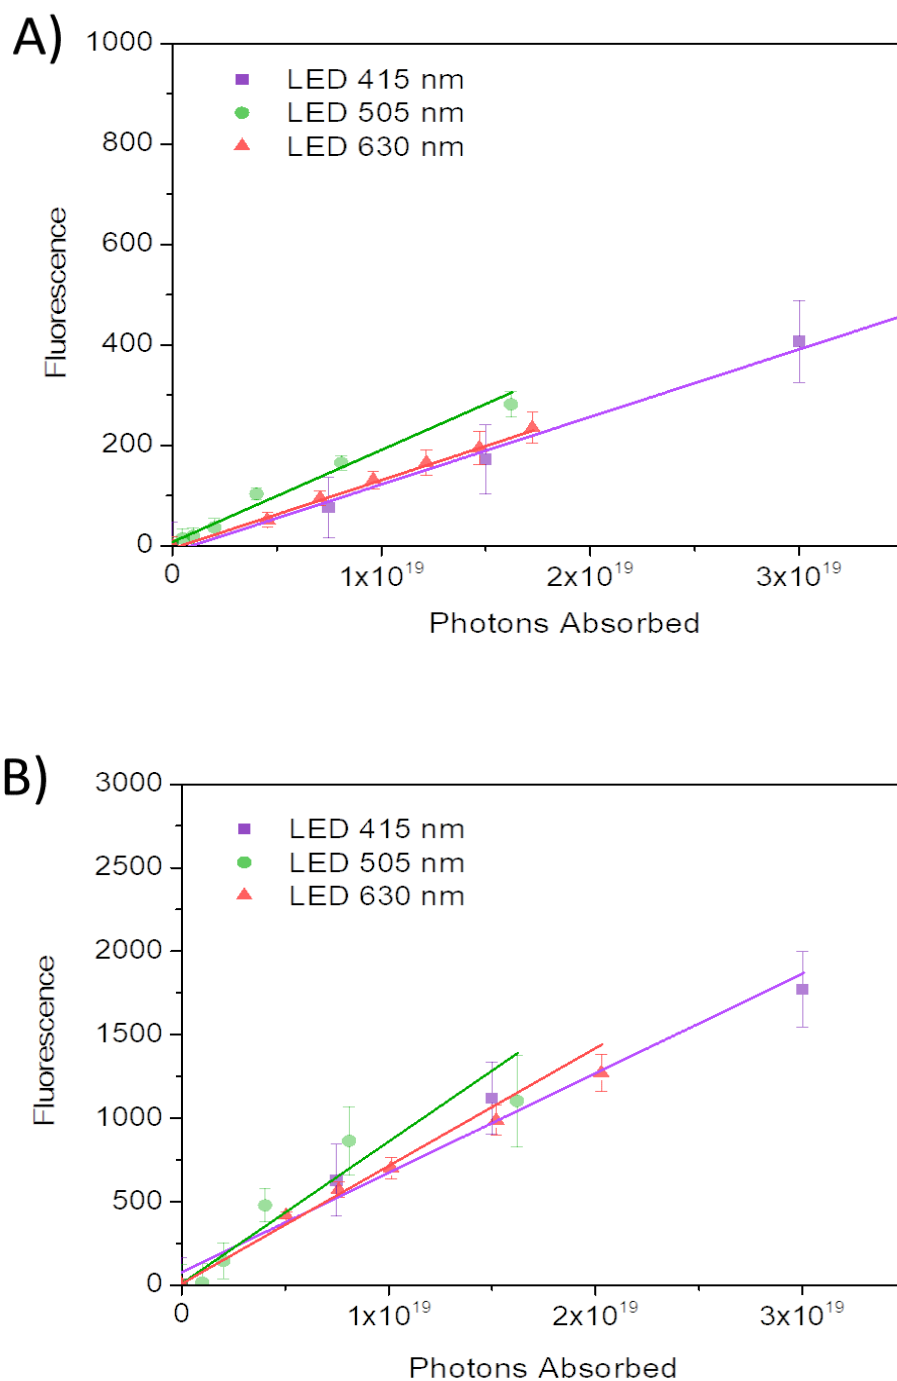 A)
1000
800
600
400
200
0
Fluorescence
LED 415 nm
LED 505 nm
LED 630 nm
0
1x10¹⁹
2x10¹⁹
3x10¹⁹
Photons Absorbed
B)
3000
2500
2000
1500
1000
500
0
Fluorescence
LED 415 nm
LED 505 nm
LED 630 nm
0
1x10¹⁹
2x10¹⁹
3x10¹⁹
Photons Absorbed